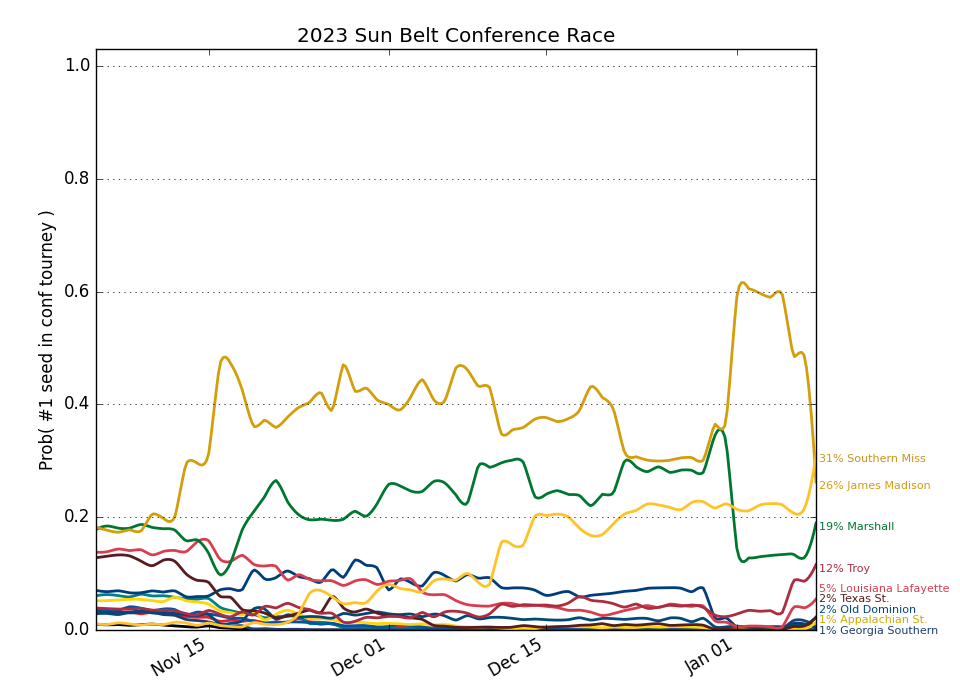 2023 Sun Belt Conference Race
Prob( #1 seed in conf tourney )
1.0
0.8
0.6
0.4
0.2
0.0
Nov 15
Dec 01
Dec 15
Jan 01
31% Southern Miss
26% James Madison
19% Marshall
12% Troy
5% Louisiana Lafayette
2% Texas St.
2% Old Dominion
1% Appalachian St.
1% Georgia Southern